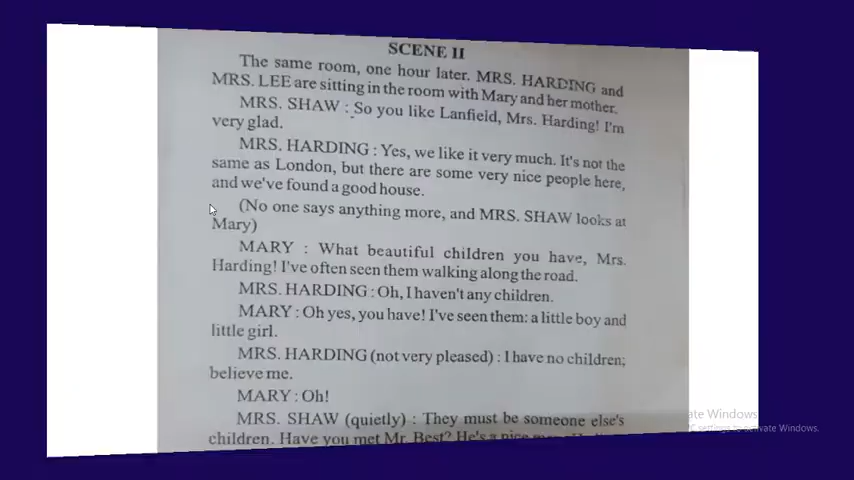 SCENE II
The same room, one hour later. MRS. HARDING and
MRS. LEE are sitting in the room with Mary and her mother.
MRS. SHAW : So you like Lanfield, Mrs. Harding! I'm
very glad.
MRS. HARDING : Yes, we like it very much. It's not the
same as London, but there are some very nice people here,
and we've found a good house.
(No one says anything more, and MRS. SHAW looks at
Mary)
MARY : What beautiful children you have, Mrs.
Harding! I've often seen them walking along the road.
MRS. HARDING : Oh, I haven't any children.
MARY : Oh yes, you have! I've seen them: a little boy and
little girl.
MRS. HARDING (not very pleased) : I have no children;
believe me.
MARY : Oh!
MRS. SHAW (quietly) : They must be someone else's
children. Have you met Mr. Best? He's a nice
ate Windows
PC settings to activate Windows.